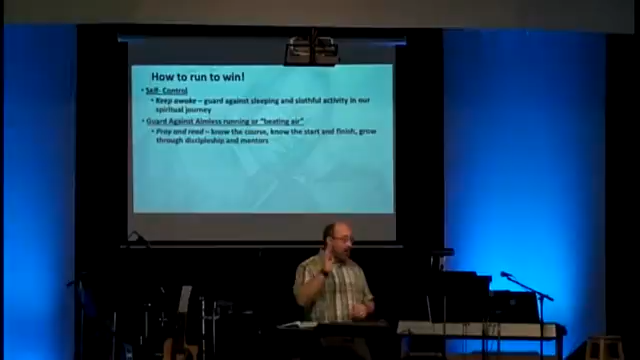 How to run to win!
• Self- Control
• Keep awake – guard against sleeping and slothful activity in our
spiritual journey
• Guard Against Aimless running or "beating air"
• Pray and read – know the course, know the start and finish, grow
through discipleship and mentors